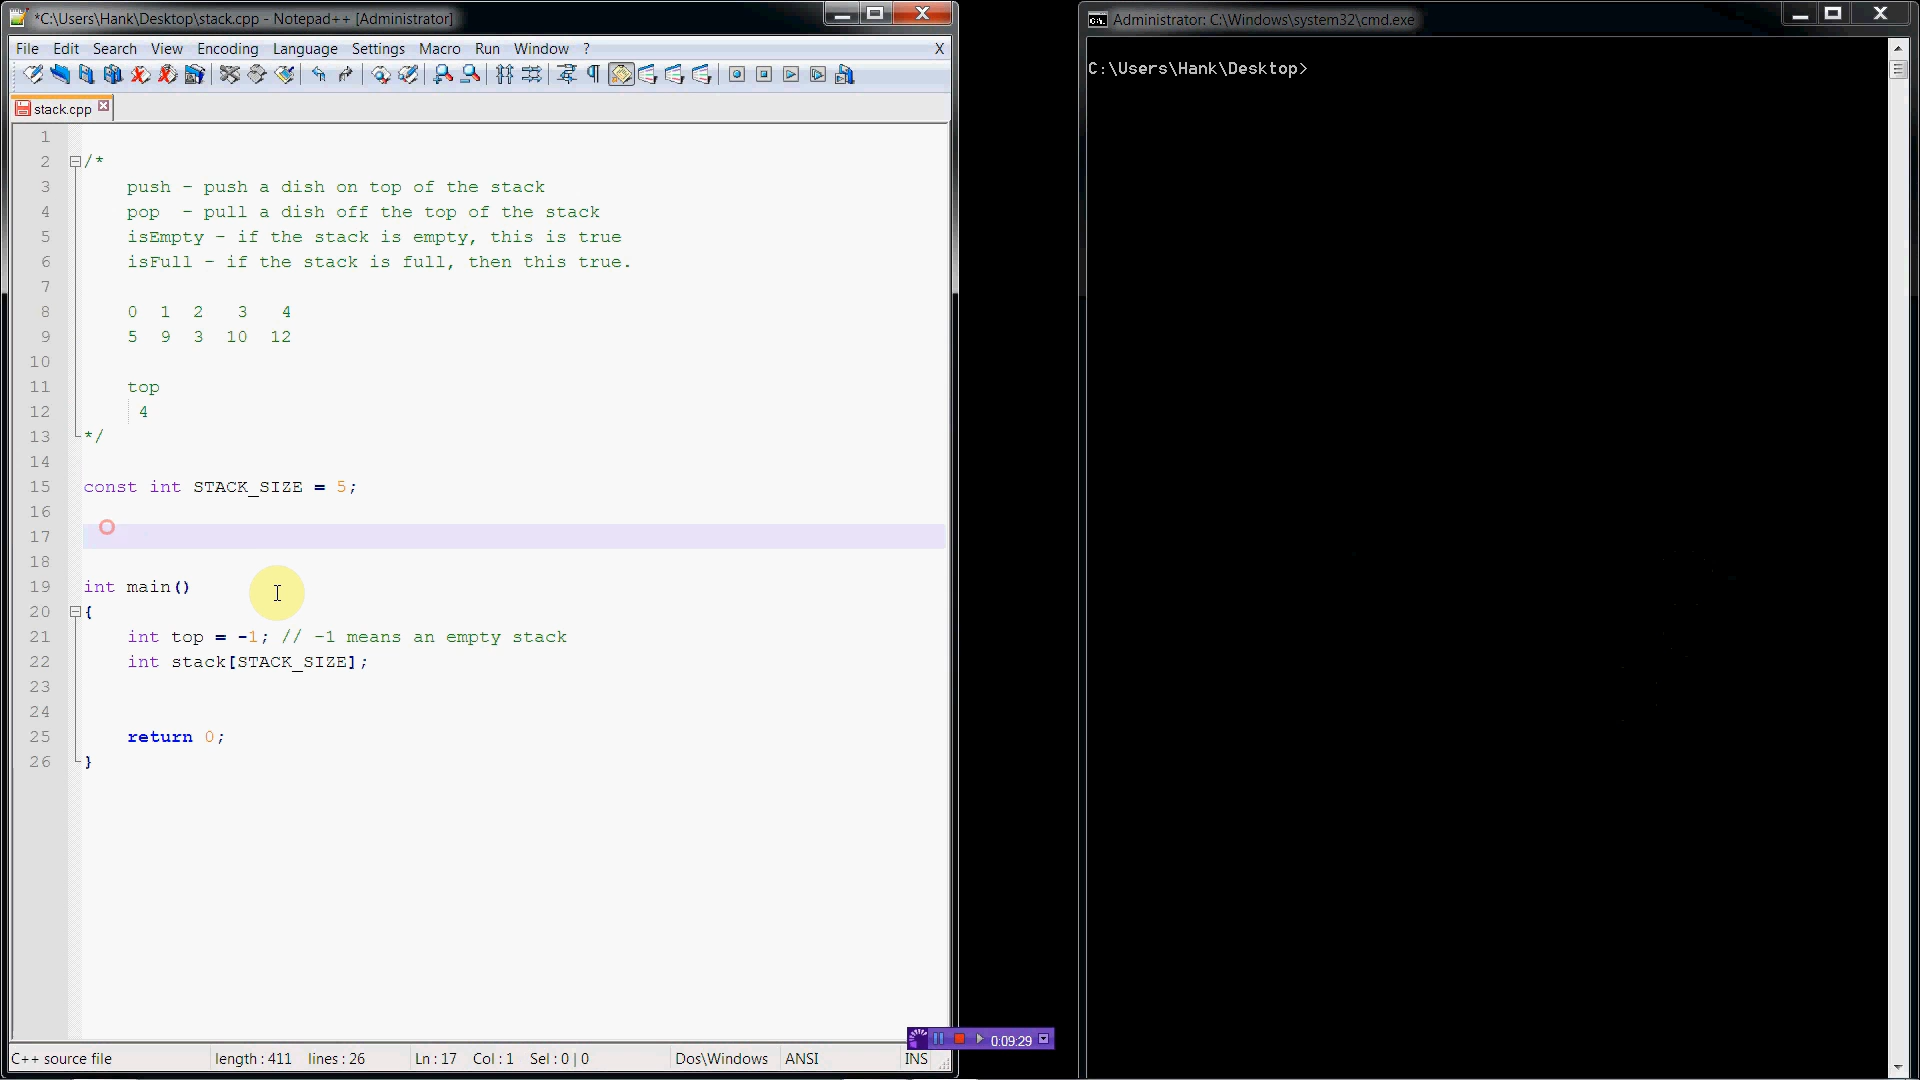 *C:\Users\Hank\Desktop\stack.cpp - Notepad++ [Administrator]
File Edit Search View Encoding Language Settings Macro Run Window ? X
stack.cpp
1
2 /*
3 push - push a dish on top of the stack
4 pop  - pull a dish off the top of the stack
5 isEmpty - if the stack is empty, this is true
6 isFull - if the stack is full, then this true.
7
8 0 1 2 3 4
9 5 9 3 10 12
10
11 top
12 4
13 */
14
15 const int STACK_SIZE = 5;
16
17
18
19 int main()
20 {
21 int top = -1; // -1 means an empty stack
22 int stack[STACK_SIZE];
23
24
25 return 0;
26 }
0:09:29
C++ source file length : 411 lines : 26 Ln : 17 Col : 1 Sel : 0 | 0 Dos\Windows ANSI INS
Administrator: C:\Windows\system32\cmd.exe
C:\Users\Hank\Desktop>